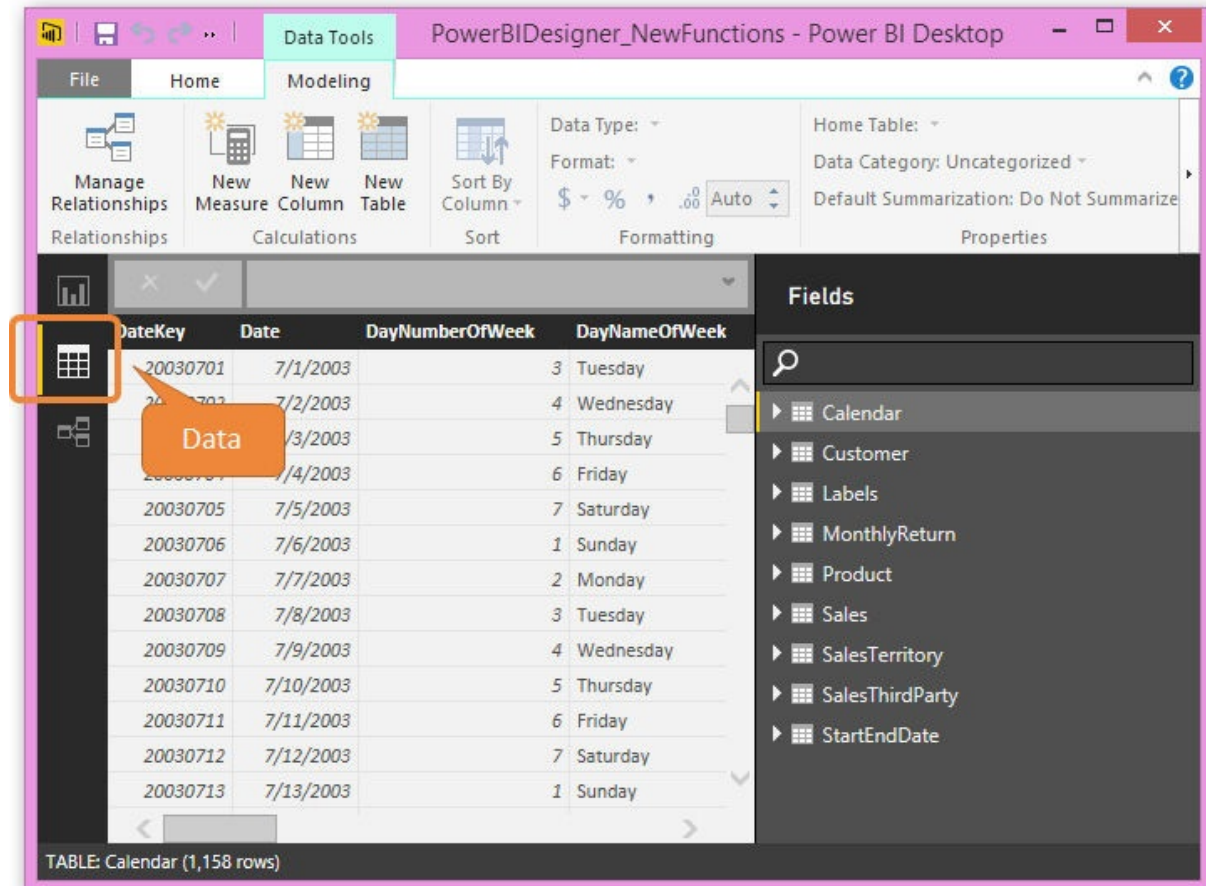 Data Tools PowerBIDesigner_NewFunctions - Power BI Desktop
File Home Modeling
Manage Relationships
New Measure
New Column
New Table
Sort By Column
Data Type:
Format:
$ % , .00 Auto
Home Table:
Data Category: Uncategorized
Default Summarization: Do Not Summarize
Relationships Calculations Sort Formatting Properties
Fields
DateKey Date DayNumberOfWeek DayNameOfWeek
20030701 7/1/2003 3 Tuesday
7/2/2003 4 Wednesday
Data
/3/2003 5 Thursday
7/4/2003 6 Friday
20030705 7/5/2003 7 Saturday
20030706 7/6/2003 1 Sunday
20030707 7/7/2003 2 Monday
20030708 7/8/2003 3 Tuesday
20030709 7/9/2003 4 Wednesday
20030710 7/10/2003 5 Thursday
20030711 7/11/2003 6 Friday
20030712 7/12/2003 7 Saturday
20030713 7/13/2003 1 Sunday
Calendar
Customer
Labels
MonthlyReturn
Product
Sales
SalesTerritory
SalesThirdParty
StartEndDate
TABLE: Calendar (1,158 rows)